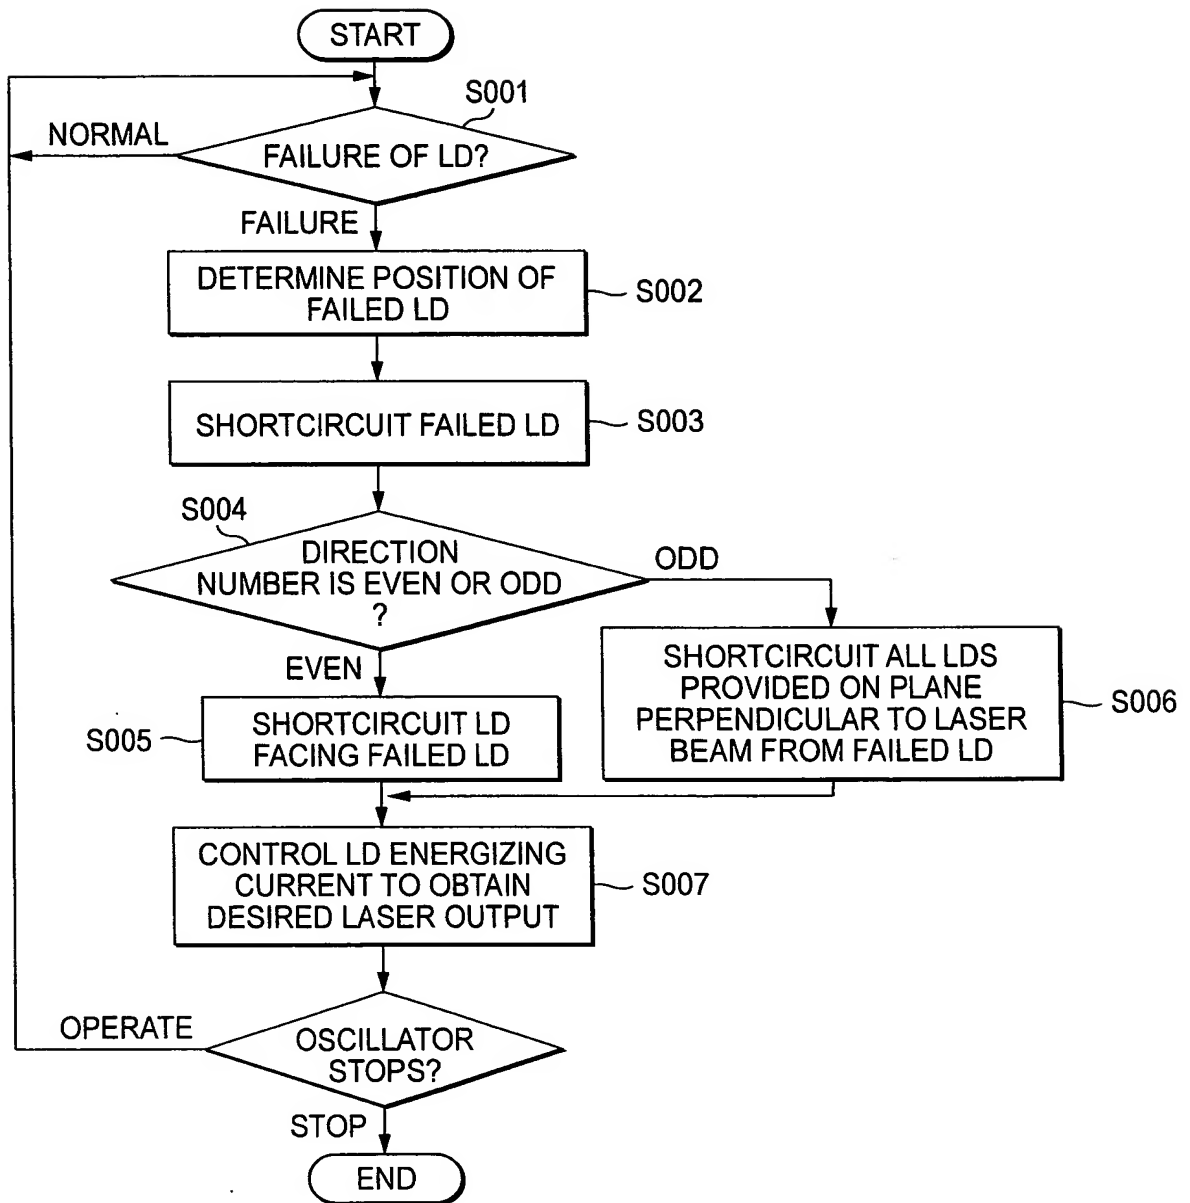 START
S001
NORMAL
FAILURE OF LD?
FAILURE
DETERMINE POSITION OF
FAILED LD
S002
SHORTCIRCUIT FAILED LD
S003
S004
DIRECTION
NUMBER IS EVEN OR ODD
?
ODD
EVEN
SHORTCIRCUIT LD
FACING FAILED LD
S005
SHORTCIRCUIT ALL LDS
PROVIDED ON PLANE
PERPENDICULAR TO LASER
BEAM FROM FAILED LD
S006
CONTROL LD ENERGIZING
CURRENT TO OBTAIN
DESIRED LASER OUTPUT
S007
OPERATE
OSCILLATOR
STOPS?
STOP
END